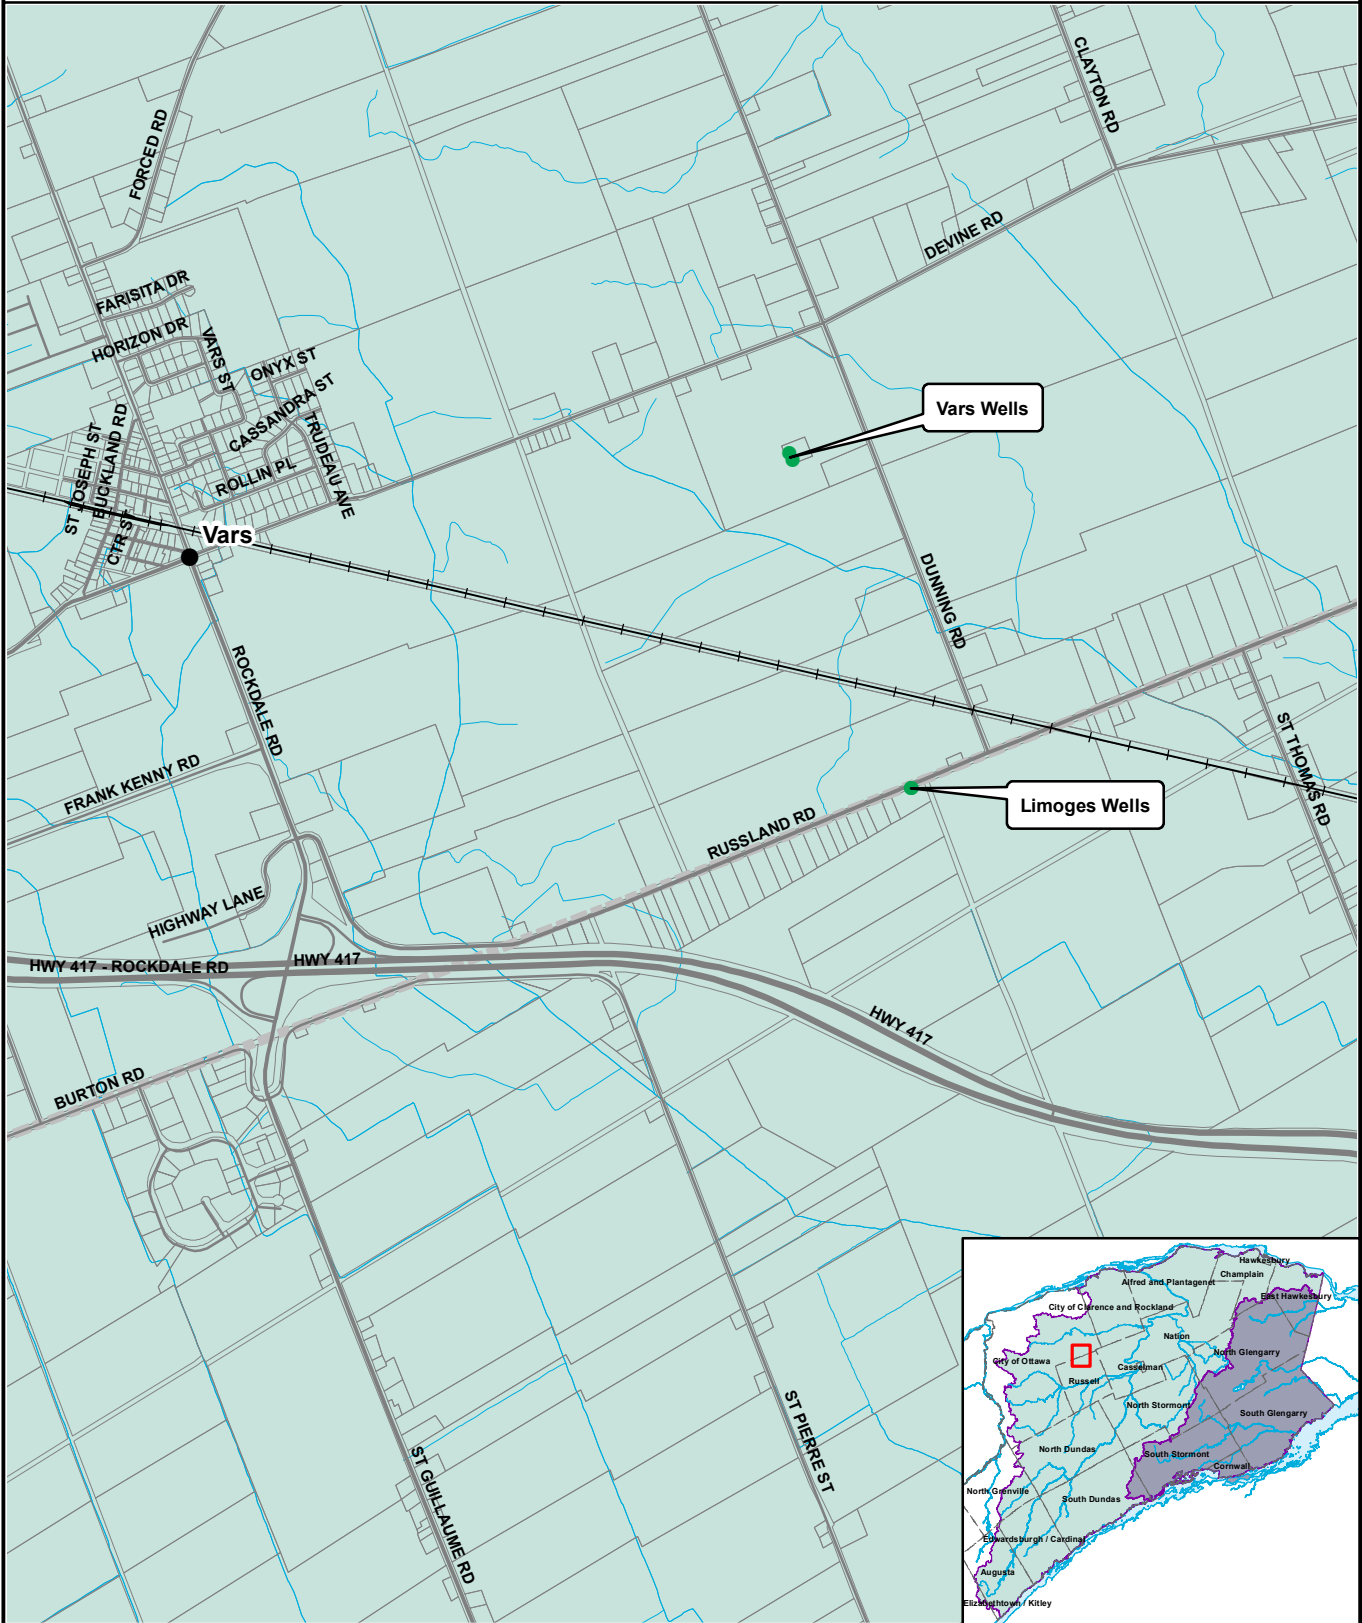 CLAYTON RD
FORCED RD
DEVINE RD
FARISITA DR
HORIZON DR
VARS ST
ONYX ST
CASSANDRA ST
TRUDEAU AVE
ROLLIN PL
BUCKLAND RD
ST JOSEPH ST
CTR ST
Vars Wells
Vars
DUNNING RD
ROCKDALE RD
FRANK KENNY RD
ST THOMAS RD
Limoges Wells
RUSSLAND RD
HIGHWAY LANE
HWY 417 - ROCKDALE RD
HWY 417
HWY 417
BURTON RD
ST PIERRE ST
ST GUILLAUME RD
Hawkesbury
Champlain
Alfred and Plantagenet
East Hawkesbury
City of Clarence and Rockland
Nation
North Glengarry
City of Ottawa
Casselman
Russell
North Stormont
South Glengarry
North Dundas
South Stormont
Cornwall
North Grenville
South Dundas
Edwardsburgh / Cardinal
Augusta
Elizabethtown / Kitley